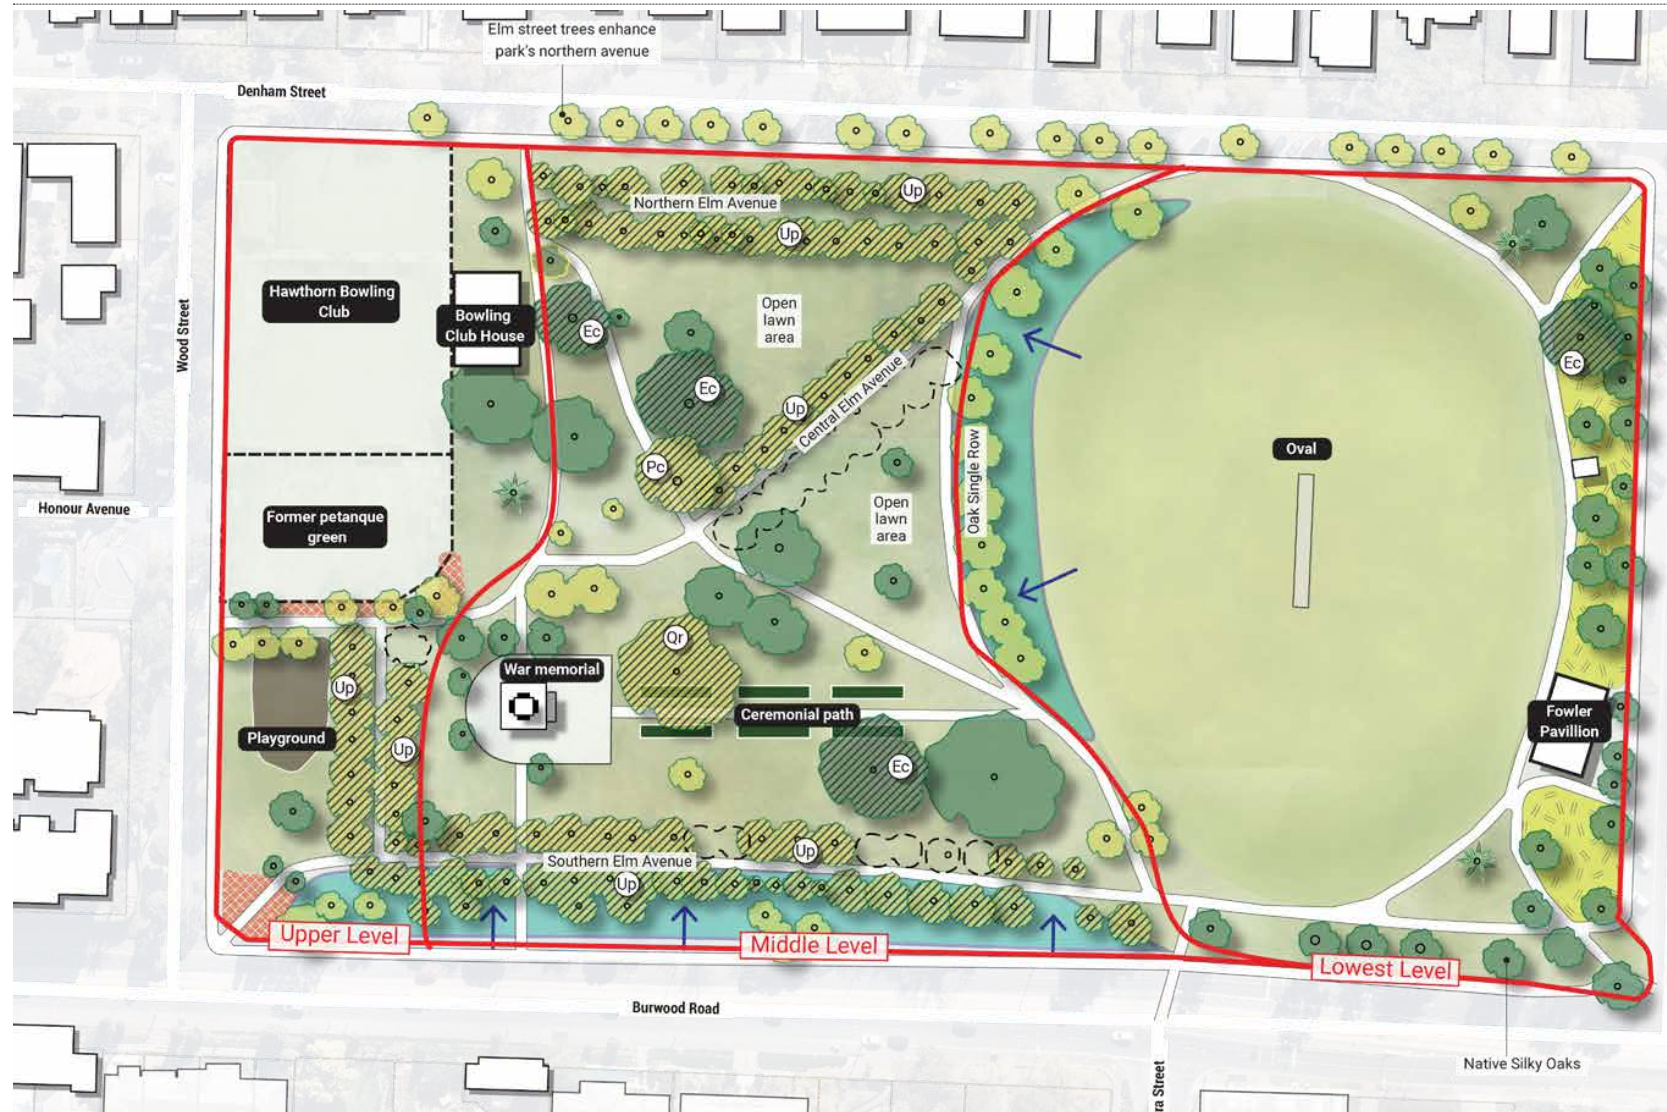 Elm street trees enhance
park's northern avenue
Denham Street
Up
Northern Elm Avenue
Up
Hawthorn Bowling
Club
Bowling
Club House
Open
lawn
area
Ec
Ec
Ec
Wood Street
Up
Central Elm Avenue
Oval
Pc
Oak Single Row
Honour Avenue
Former petanque
green
Open
lawn
area
Qr
War memorial
Up
Ceremonial path
Fowler
Pavillion
Playground
Up
Ec
Up
Southern Elm Avenue
Up
Upper Level
Middle Level
Lowest Level
Burwood Road
Native Silky Oaks
ra Street